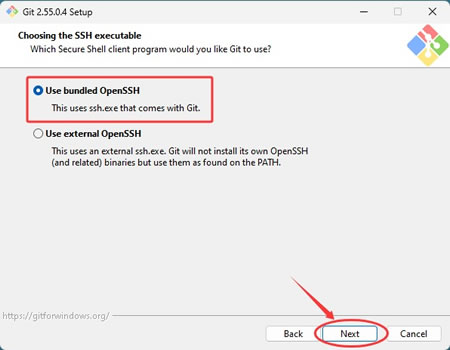 Git 2.55.0.4 Setup
Choosing the SSH executable
Which Secure Shell client program would you like Git to use?
Use bundled OpenSSH
This uses ssh.exe that comes with Git.
Use external OpenSSH
This uses an external ssh.exe. Git will not install its own OpenSSH
(and related) binaries but use them as found on the PATH.
https://gitforwindows.org/
Back Next Cancel